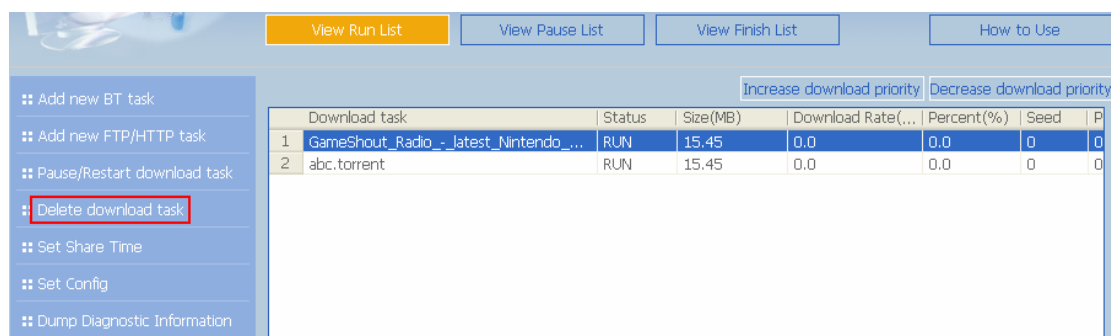 View Run List View Pause List View Finish List How to Use
Increase download priority Decrease download priority
Add new BT task
Add new FTP/HTTP task
Pause/Restart download task
Delete download task
Set Share Time
Set Config
Dump Diagnostic Information
Download task Status Size(MB) Download Rate(... Percent(%) Seed P
1 GameShout_Radio_-_latest_Nintendo_... RUN 15.45 0.0 0.0 0 0
2 abc.torrent RUN 15.45 0.0 0.0 0 0